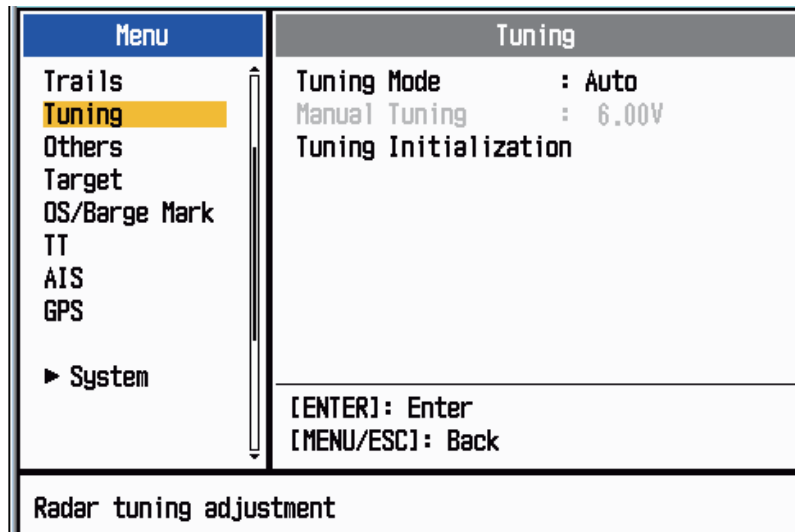 Menu
Trails
Tuning
Others
Target
OS/Barge Mark
TT
AIS
GPS
► System
Tuning
Tuning Mode : Auto
Manual Tuning : 6.00V
Tuning Initialization
[ENTER]: Enter
[MENU/ESC]: Back
Radar tuning adjustment